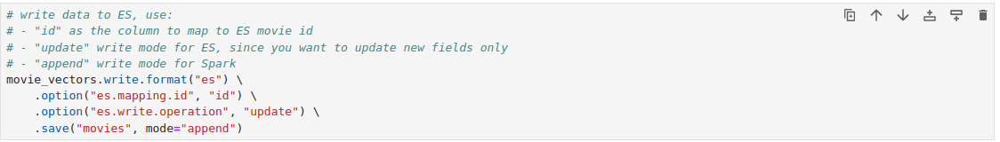 # write data to ES, use:
# - "id" as the column to map to ES movie id
# - "update" write mode for ES, since you want to update new fields only
# - "append" write mode for Spark
movie_vectors.write.format("es") \
    .option("es.mapping.id", "id") \
    .option("es.write.operation", "update") \
    .save("movies", mode="append")